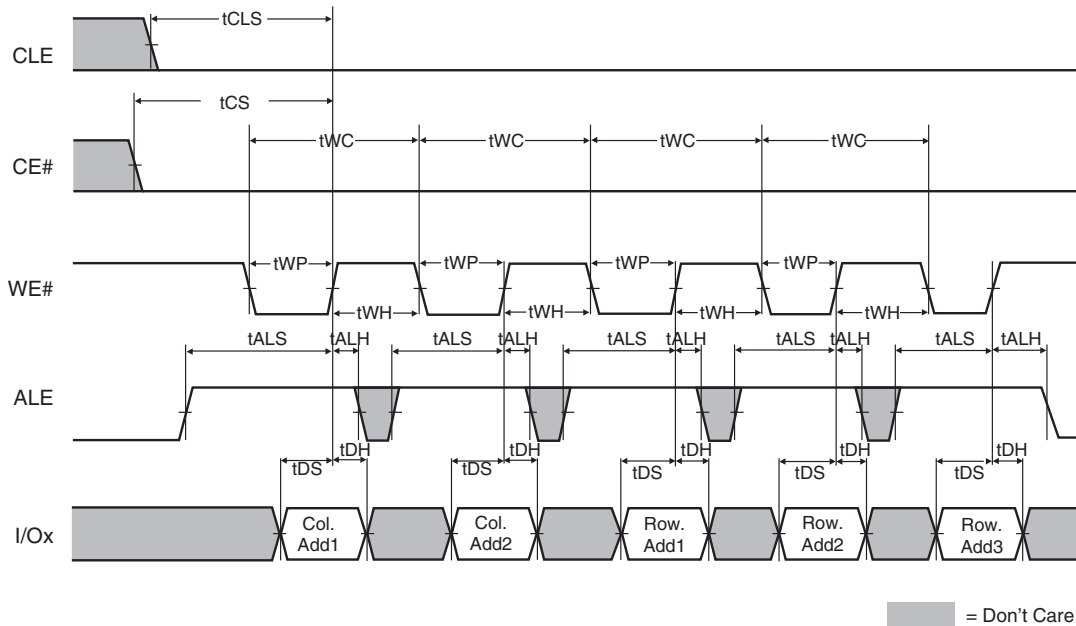 tCLS
CLE
tCS
tWC tWC tWC tWC
CE#
tWP tWP tWP tWP
WE#
tWH tWH tWH tWH
tALS tALH tALS tALH tALS tALH tALS tALH tALS tALH
ALE
tDS tDH tDS tDH tDS tDH tDS tDH tDS tDH
I/Ox
Col. Add1
Col. Add2
Row. Add1
Row. Add2
Row. Add3
= Don't Care